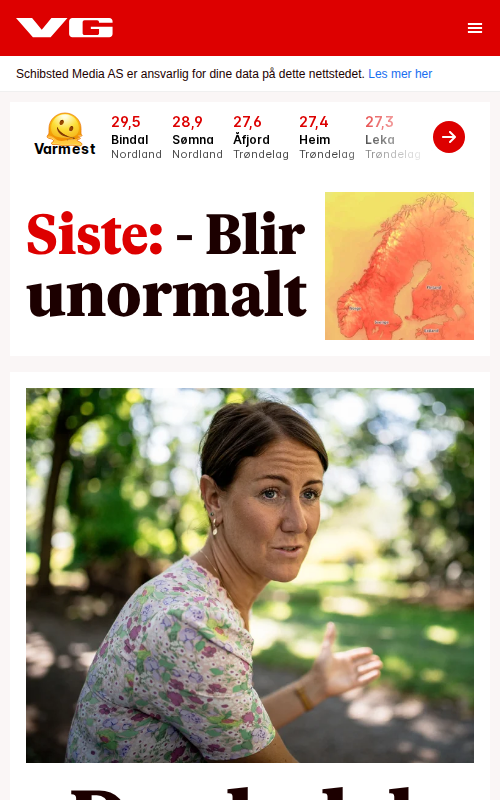 VG
Schibsted Media AS er ansvarlig for dine data på dette nettstedet. Les mer her
Varmest
29,5 28,9 27,6 27,4 27,3
Bindal Sømna Åfjord Heim Leka
Nordland Nordland Trøndelag Trøndelag Trøndelag
Siste: - Blir
unormalt